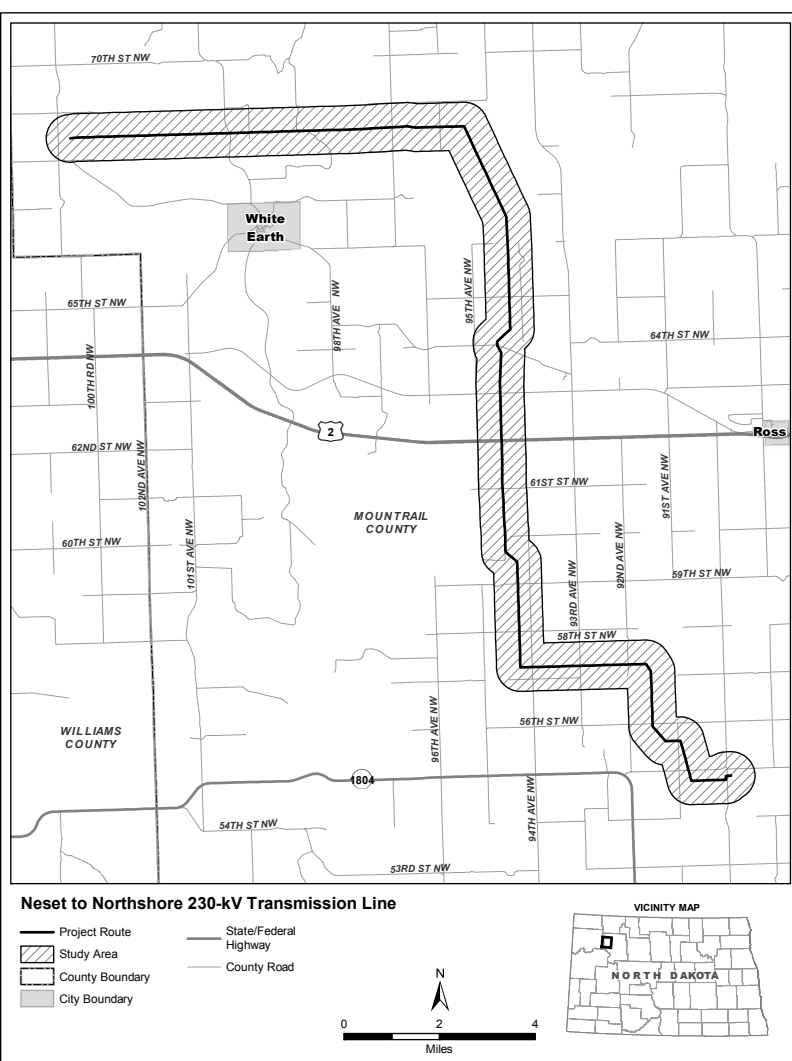 70TH ST NW
White
Earth
65TH ST NW
98TH AVE NW
95TH AVE NW
64TH ST NW
100TH RD NW
2
Ross
62ND ST NW
102ND AVE NW
61ST ST NW
91ST AVE NW
MOUNTRAIL
COUNTY
60TH ST NW
101ST AVE NW
92ND AVE NW
59TH ST NW
93RD AVE NW
58TH ST NW
WILLIAMS
COUNTY
96TH AVE NW
56TH ST NW
1804
94TH AVE NW
54TH ST NW
53RD ST NW
Neset to Northshore 230-kV Transmission Line
Project Route
Study Area
County Boundary
City Boundary
State/Federal
Highway
County Road
N
0 2 4
Miles
VICINITY MAP
NORTH DAKOTA